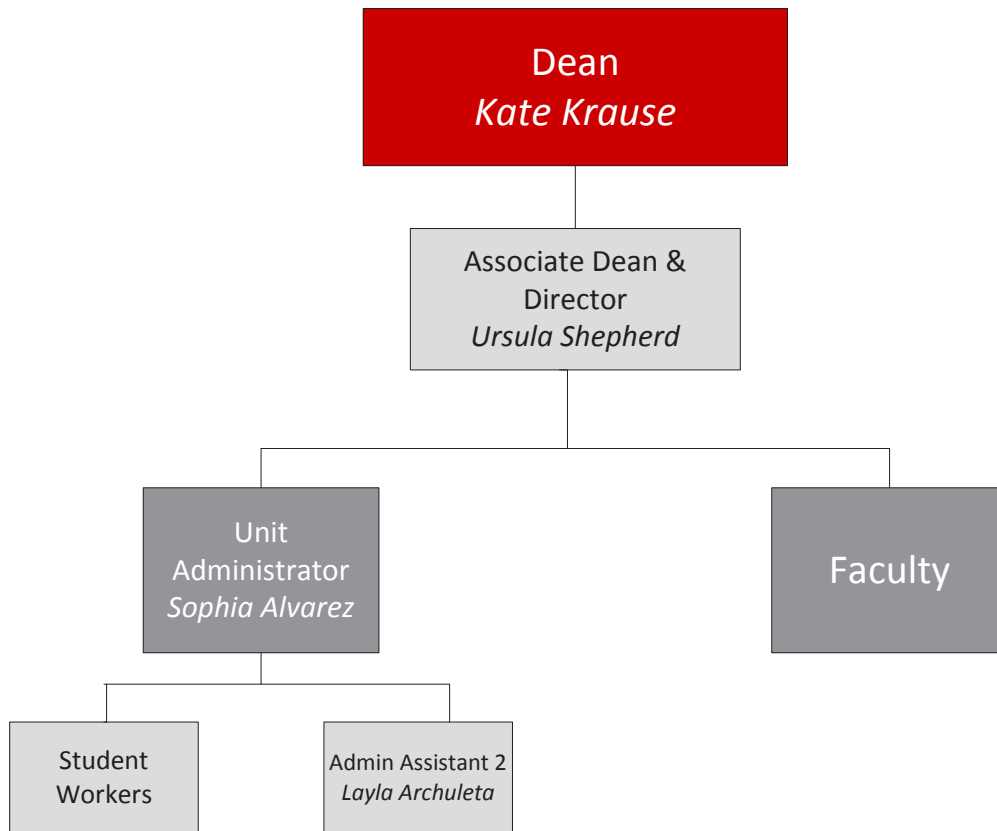 Dean
Kate Krause
Associate Dean &
Director
Ursula Shepherd
Unit
Administrator
Sophia Alvarez
Faculty
Student
Workers
Admin Assistant 2
Layla Archuleta